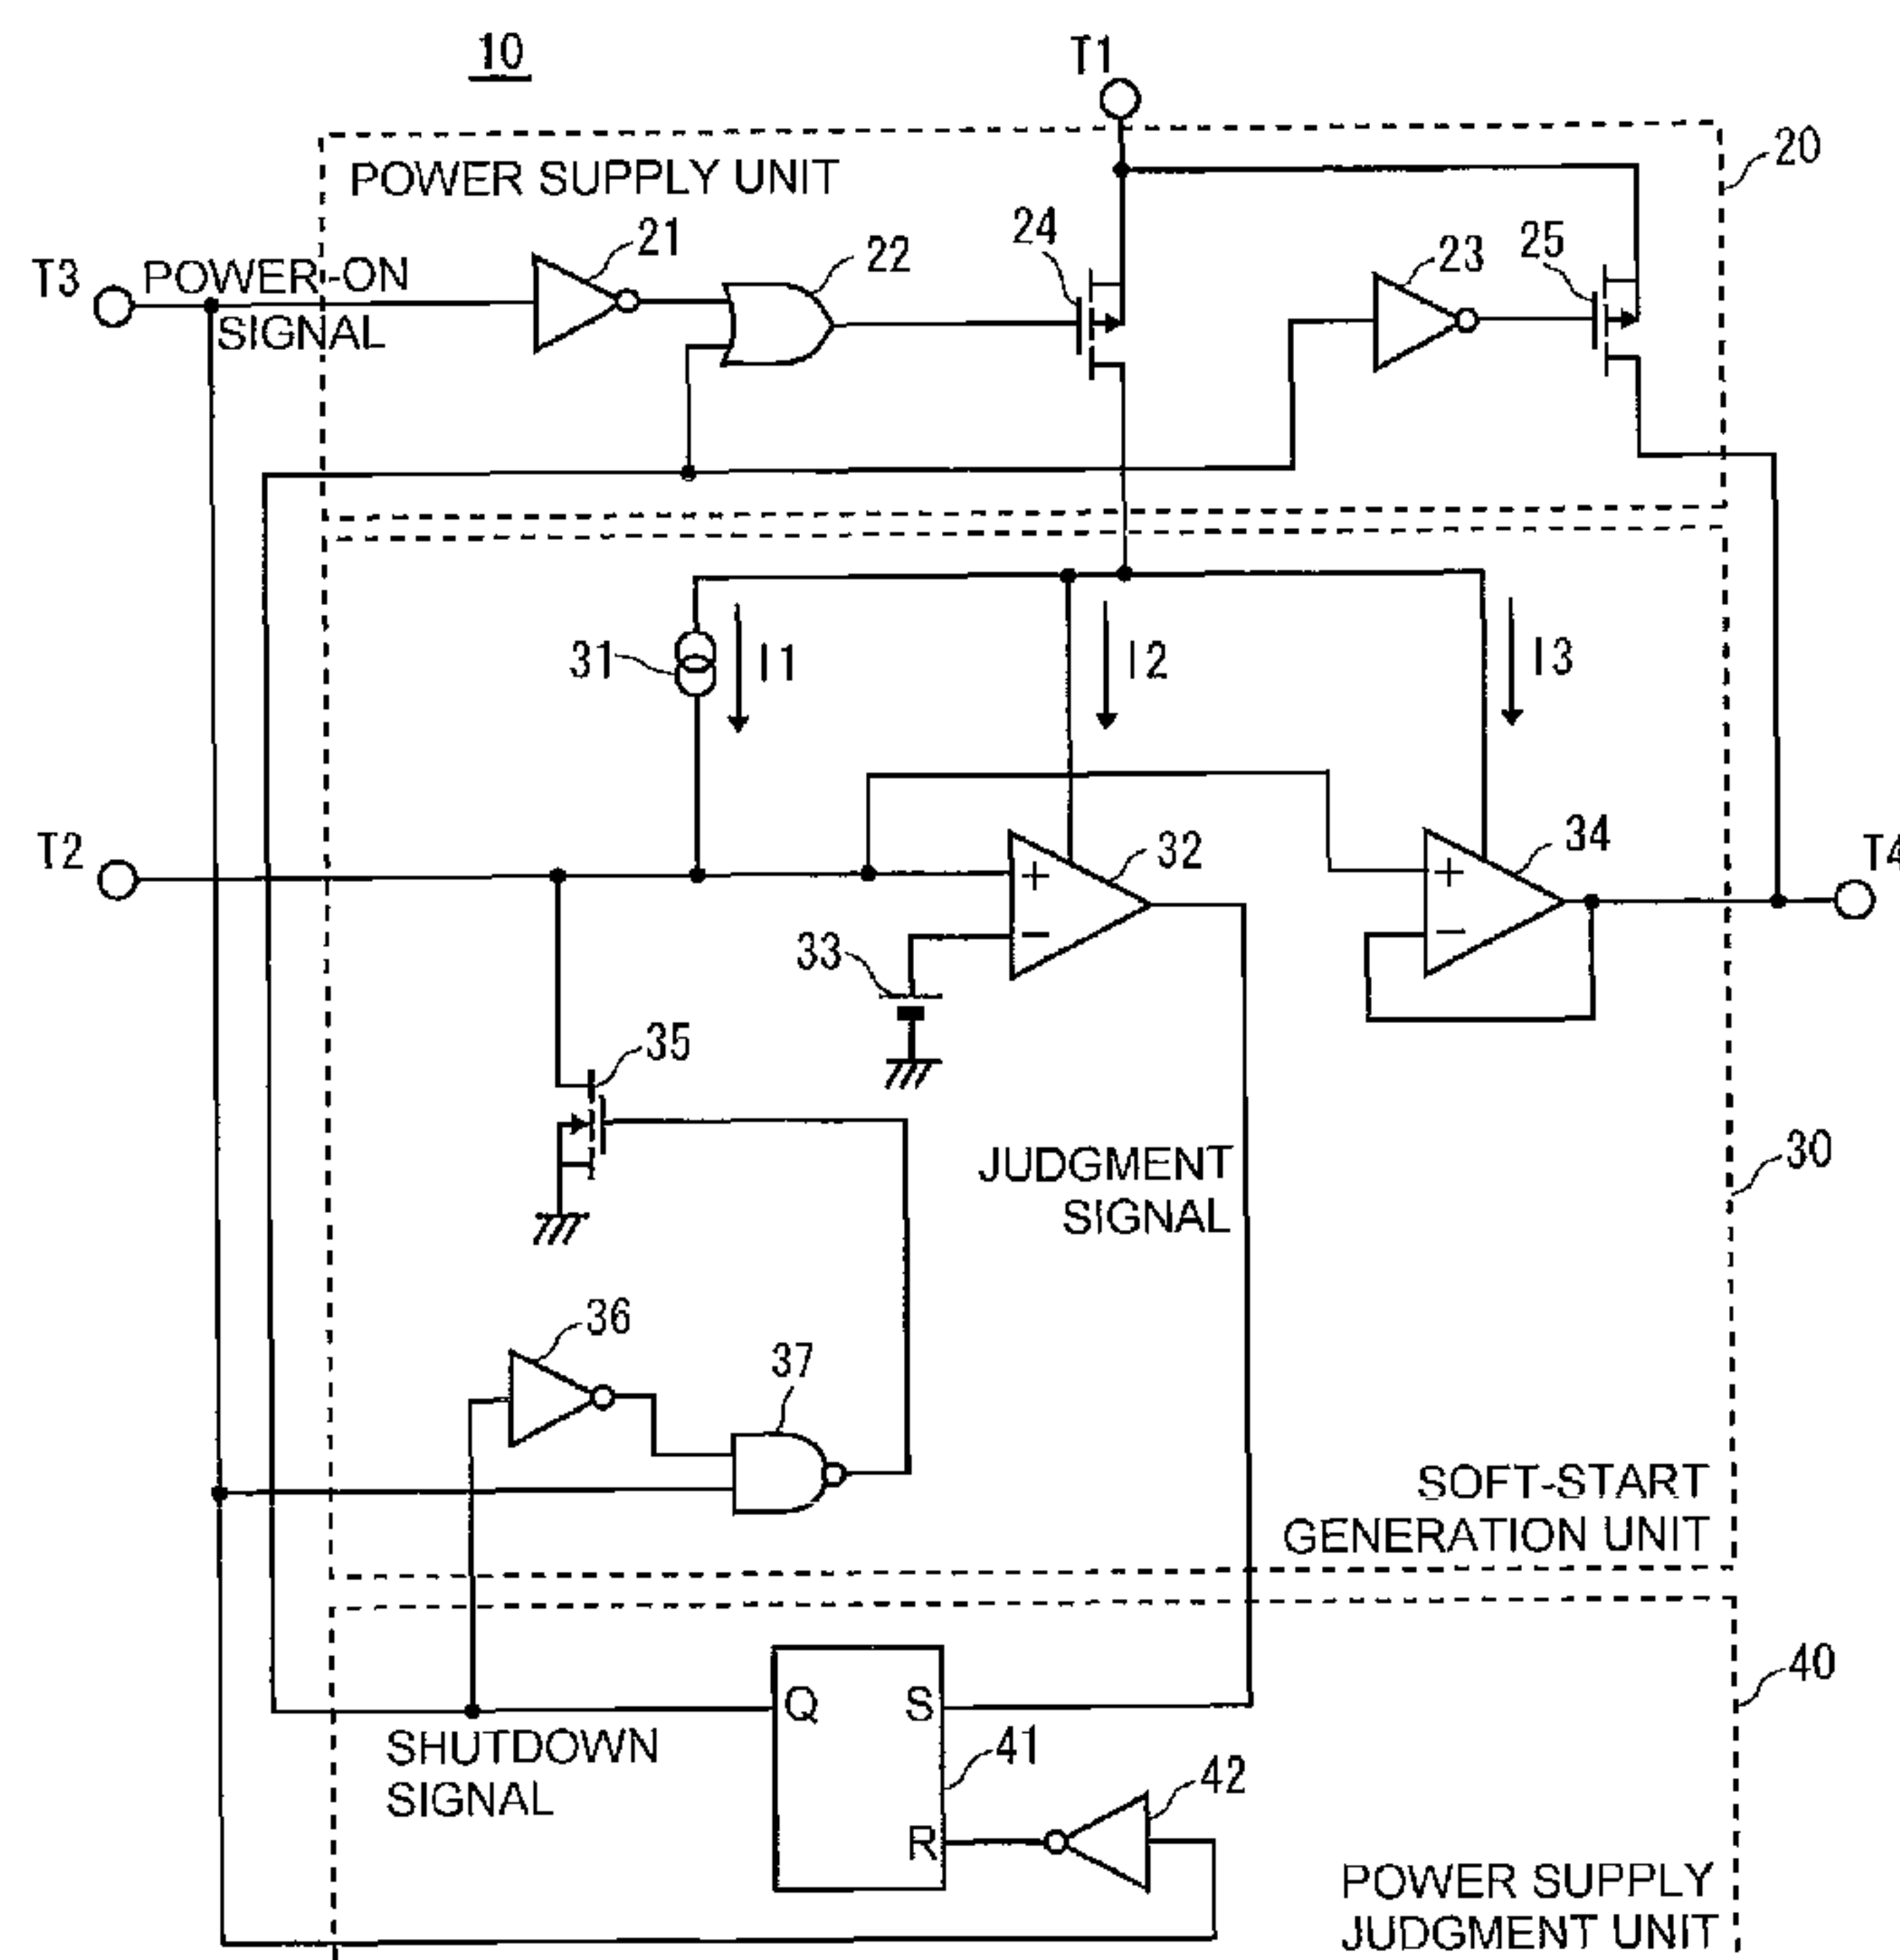 10
T1
20
POWER SUPPLY UNIT
24
21
22
23
25
T3
POWER-ON
SIGNAL
31
I1
I2
I3
T2
32
34
T4
33
35
JUDGMENT
SIGNAL
30
36
37
SOFT-START
GENERATION UNIT
40
Q
S
SHUTDOWN
SIGNAL
41
42
R
POWER SUPPLY
JUDGMENT UNIT